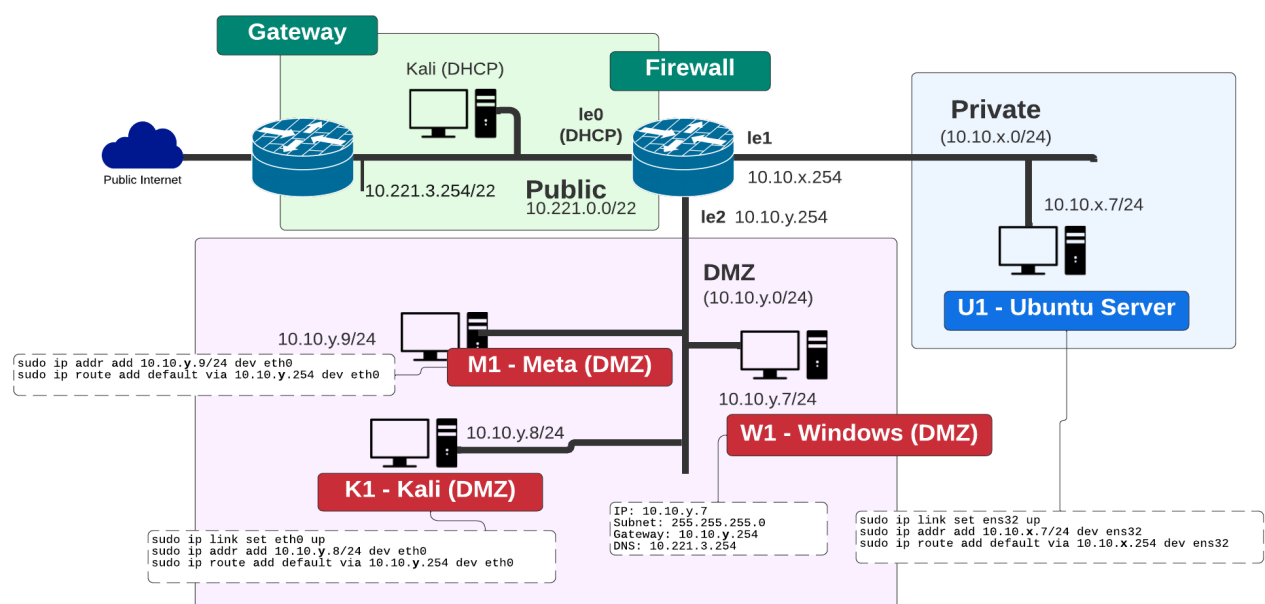 Gateway
Kali (DHCP)
Firewall
le0
(DHCP)
le1
Private
(10.10.x.0/24)
Public Internet
10.221.3.254/22
Public
10.221.0.0/22
10.10.x.254
10.10.x.7/24
le2 10.10.y.254
DMZ
(10.10.y.0/24)
U1 - Ubuntu Server
10.10.y.9/24
M1 - Meta (DMZ)
sudo ip addr add 10.10.y.9/24 dev eth0
sudo ip route add default via 10.10.y.254 dev eth0
10.10.y.7/24
W1 - Windows (DMZ)
10.10.y.8/24
K1 - Kali (DMZ)
sudo ip link set eth0 up
sudo ip addr add 10.10.y.8/24 dev eth0
sudo ip route add default via 10.10.y.254 dev eth0
IP: 10.10.y.7
Subnet: 255.255.255.0
Gateway: 10.10.y.254
DNS: 10.221.3.254
sudo ip link set ens32 up
sudo ip addr add 10.10.x.7/24 dev ens32
sudo ip route add default via 10.10.x.254 dev ens32